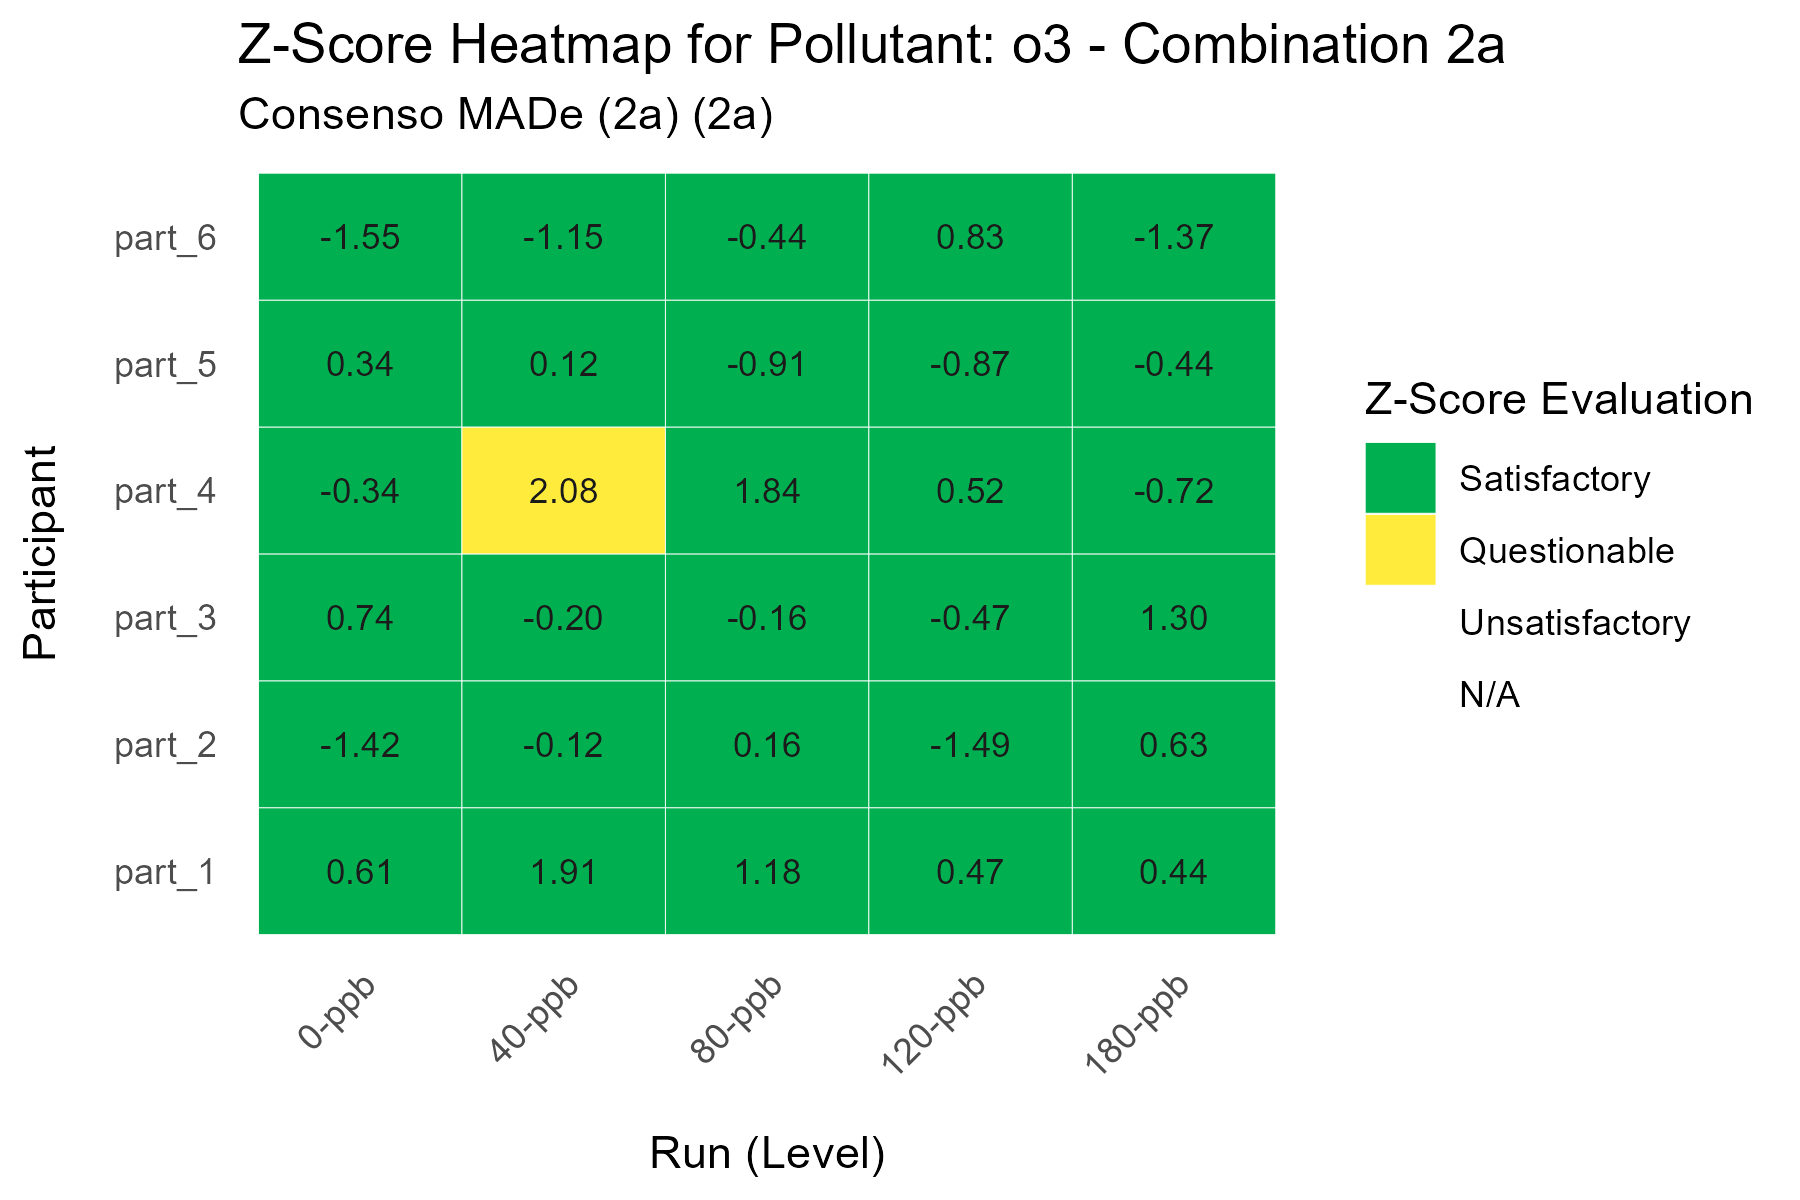 Z-Score Heatmap for Pollutant: o3 - Combination 2a
Consenso MADe (2a) (2a)
Participant
part_6 -1.55 -1.15 -0.44 0.83 -1.37
part_5 0.34 0.12 -0.91 -0.87 -0.44
part_4 -0.34 2.08 1.84 0.52 -0.72
part_3 0.74 -0.20 -0.16 -0.47 1.30
part_2 -1.42 -0.12 0.16 -1.49 0.63
part_1 0.61 1.91 1.18 0.47 0.44
0-ppb 40-ppb 80-ppb 120-ppb 180-ppb
Run (Level)
Z-Score Evaluation
Satisfactory
Questionable
Unsatisfactory
N/A